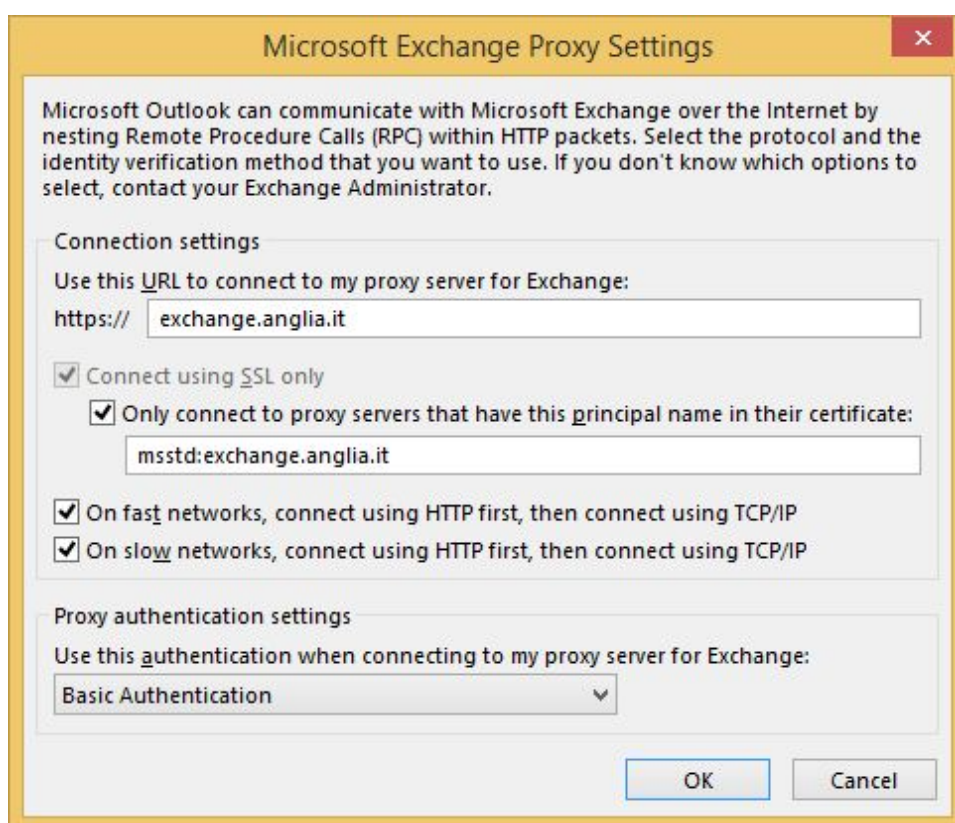 Microsoft Exchange Proxy Settings
Microsoft Outlook can communicate with Microsoft Exchange over the Internet by
nesting Remote Procedure Calls (RPC) within HTTP packets. Select the protocol and the
identity verification method that you want to use. If you don't know which options to
select, contact your Exchange Administrator.
Connection settings
Use this URL to connect to my proxy server for Exchange:
https:// exchange.anglia.it
Connect using SSL only
Only connect to proxy servers that have this principal name in their certificate:
msstd:exchange.anglia.it
On fast networks, connect using HTTP first, then connect using TCP/IP
On slow networks, connect using HTTP first, then connect using TCP/IP
Proxy authentication settings
Use this authentication when connecting to my proxy server for Exchange:
Basic Authentication
OK Cancel